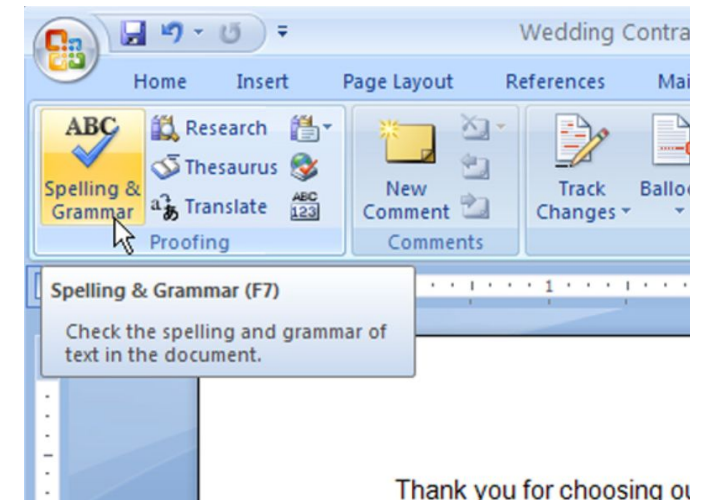 Wedding Contra
Home Insert Page Layout References Mai
ABC
Spelling &
Grammar
Research
Thesaurus
Translate
ABC
123
Proofing
New
Comment
Comments
Track
Changes
Balloo
Spelling & Grammar (F7)
Check the spelling and grammar of
text in the document.
1
Thank you for choosing ou